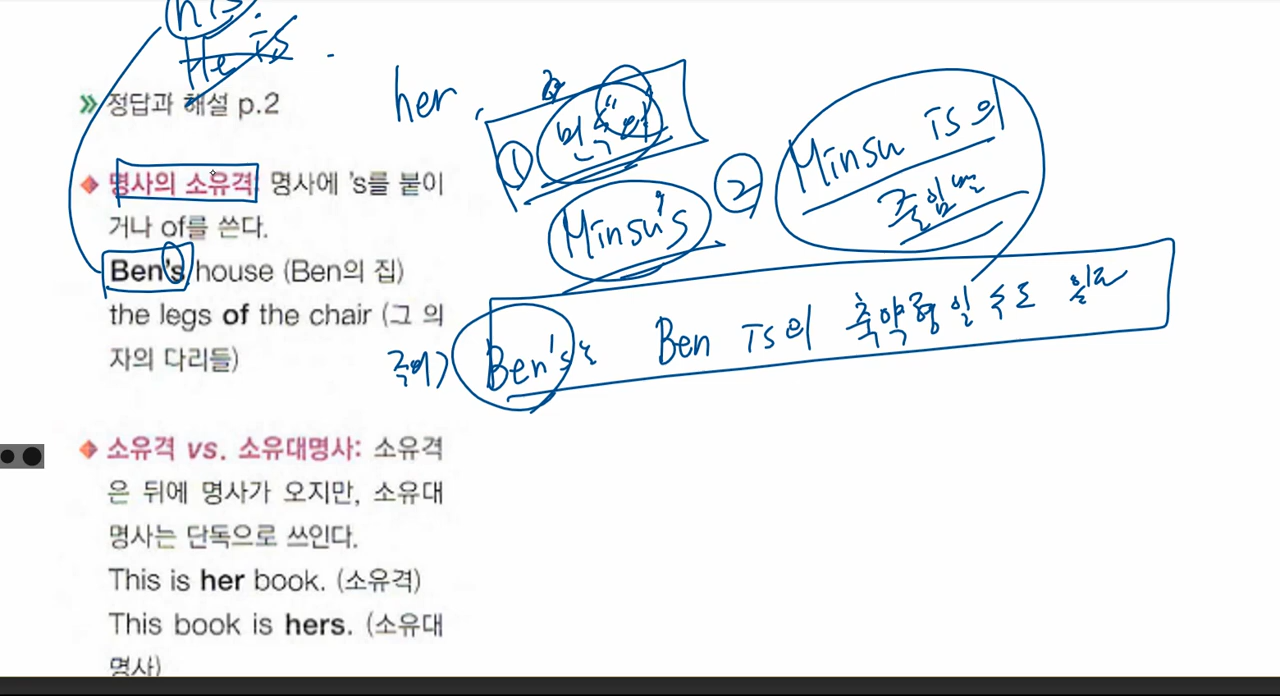 his
He is
her
>> 정답과 해설 p.2
① 민수의
② Minsu is의
줄임말
Minsu's
◆ 명사의 소유격: 명사에 's를 붙이
거나 of를 쓴다.
Ben's house (Ben의 집)
the legs of the chair (그 의
자의 다리들)
주어) Ben's는 Ben is의 축약형일 수도 있고
◆ 소유격 vs. 소유대명사: 소유격
은 뒤에 명사가 오지만, 소유대
명사는 단독으로 쓰인다.
This is her book. (소유격)
This book is hers. (소유대
명사)